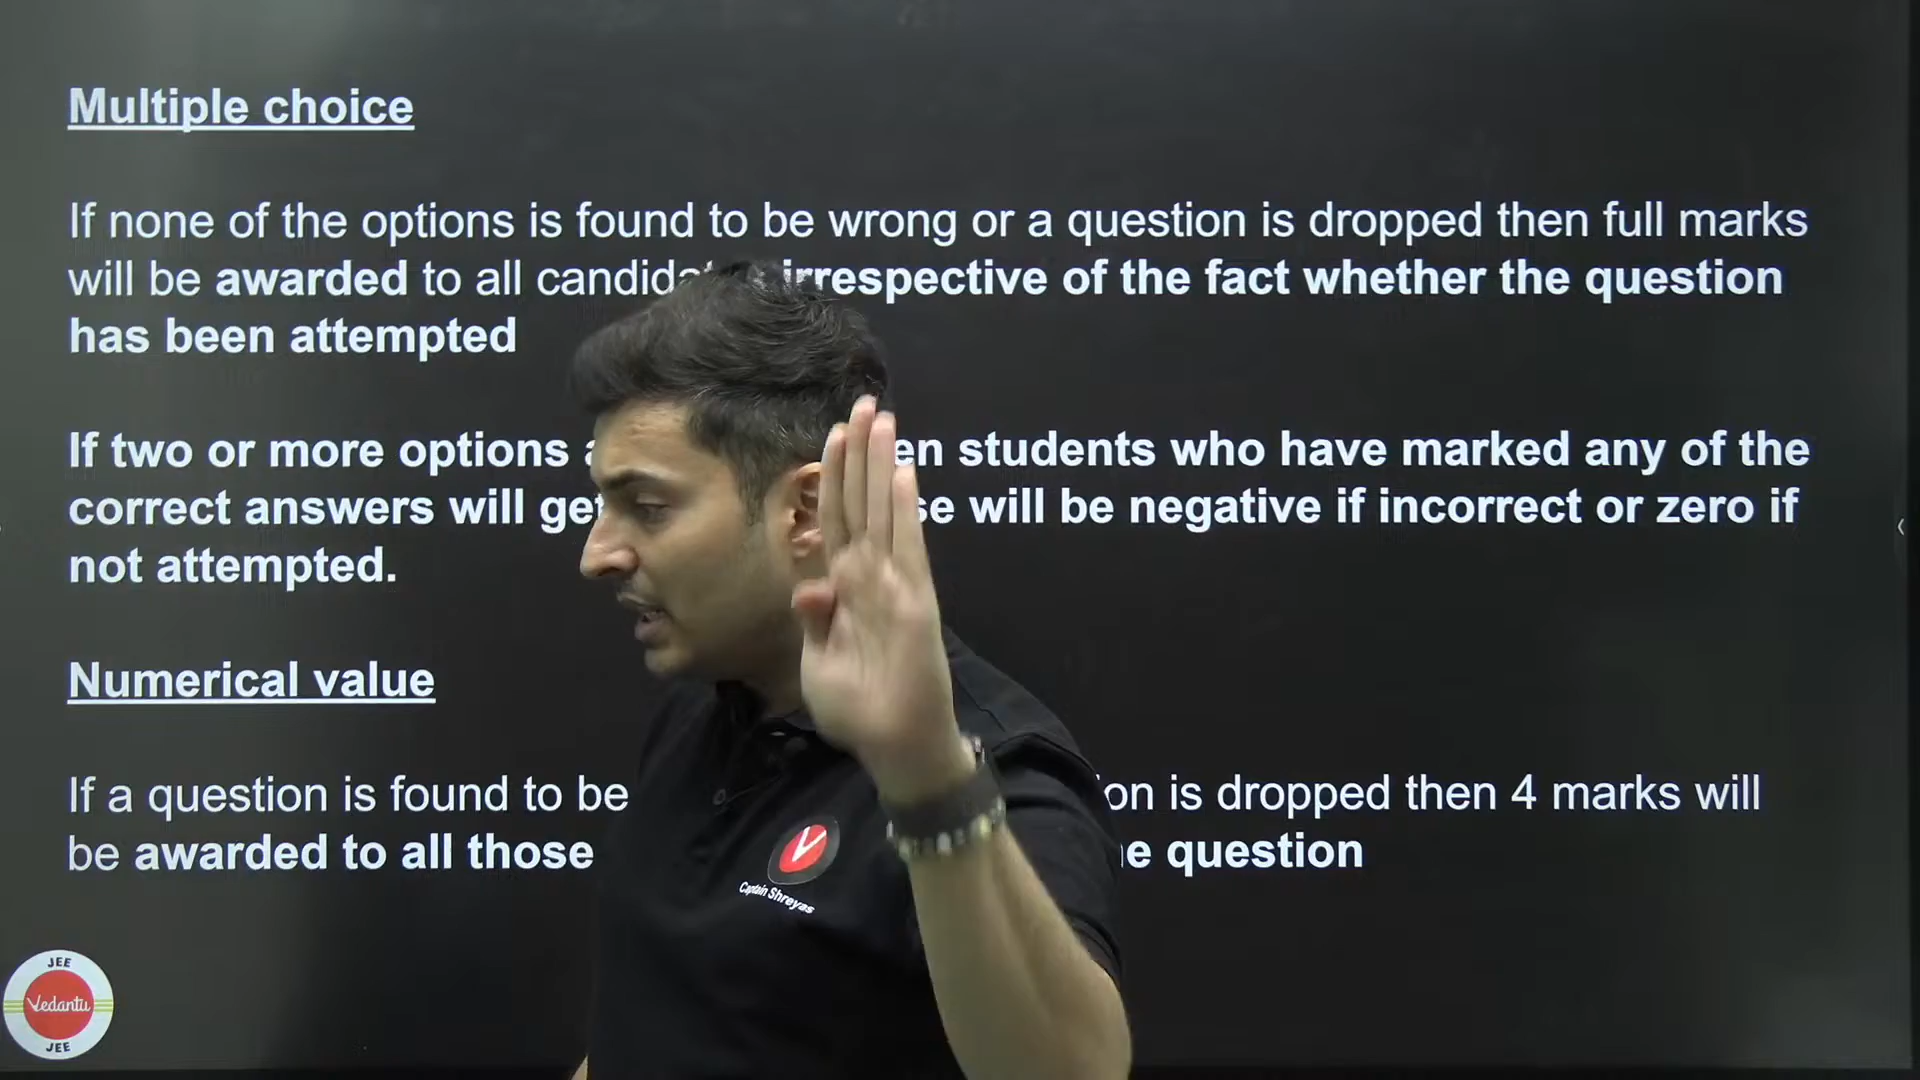 Multiple choice
If none of the options is found to be wrong or a question is dropped then full marks
will be awarded to all irrespective of the fact whether the question
has been attempted
If two or more options students who have marked any of the
correct answers will get will be negative if incorrect or zero if
not attempted.
Numerical value
If a question is found to be is dropped then 4 marks will
be awarded to all those question
Captain Shreyas
JEE
Vedantu
JEE